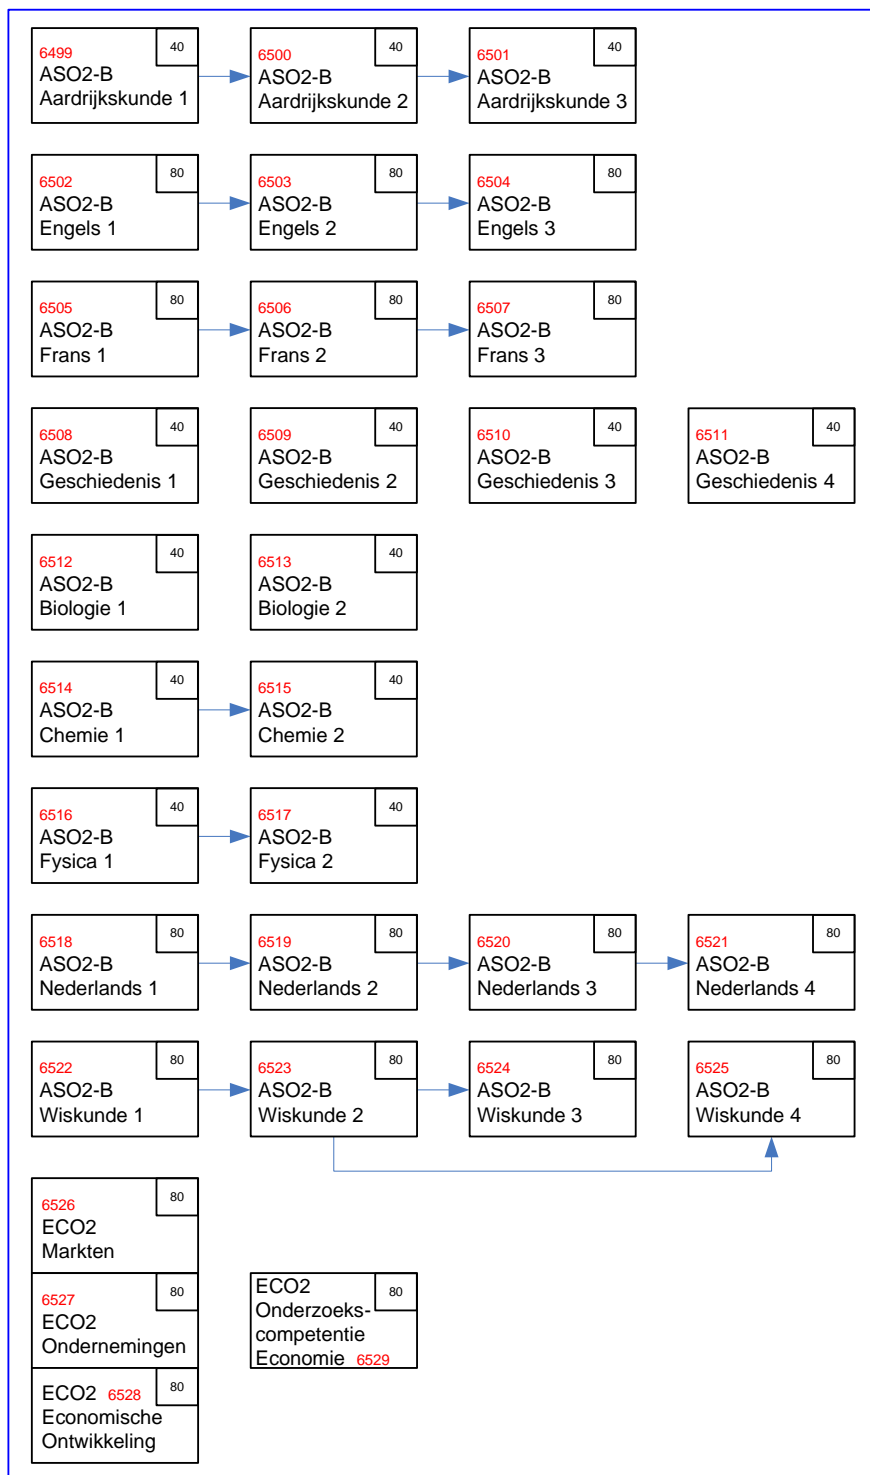 6499
40
ASO2-B
Aardrijkskunde 1
6500
40
ASO2-B
Aardrijkskunde 2
6501
40
ASO2-B
Aardrijkskunde 3
6502
80
ASO2-B
Engels 1
6503
80
ASO2-B
Engels 2
6504
80
ASO2-B
Engels 3
6505
80
ASO2-B
Frans 1
6506
80
ASO2-B
Frans 2
6507
80
ASO2-B
Frans 3
6508
40
ASO2-B
Geschiedenis 1
6509
40
ASO2-B
Geschiedenis 2
6510
40
ASO2-B
Geschiedenis 3
6511
40
ASO2-B
Geschiedenis 4
6512
40
ASO2-B
Biologie 1
6513
40
ASO2-B
Biologie 2
6514
40
ASO2-B
Chemie 1
6515
40
ASO2-B
Chemie 2
6516
40
ASO2-B
Fysica 1
6517
40
ASO2-B
Fysica 2
6518
80
ASO2-B
Nederlands 1
6519
80
ASO2-B
Nederlands 2
6520
80
ASO2-B
Nederlands 3
6521
80
ASO2-B
Nederlands 4
6522
80
ASO2-B
Wiskunde 1
6523
80
ASO2-B
Wiskunde 2
6524
80
ASO2-B
Wiskunde 3
6525
80
ASO2-B
Wiskunde 4
6526
80
ECO2
Markten
6527
80
ECO2
Ondernemingen
ECO2
80
Onderzoeks-
competentie
Economie 6529
ECO2 6528
80
Economische
Ontwikkeling